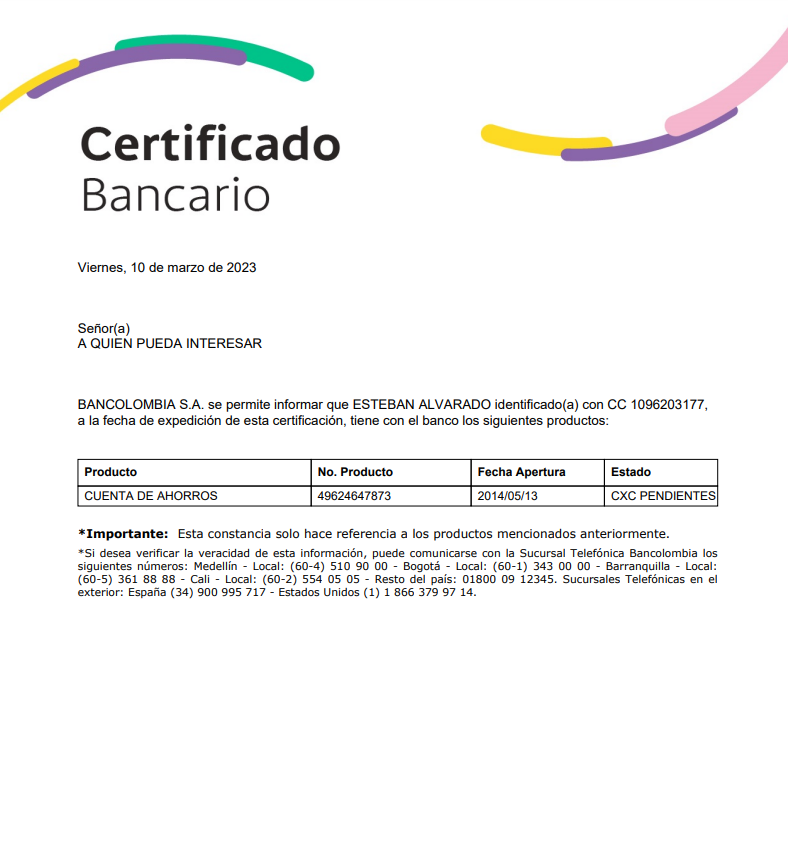 Certificado
Bancario
Viernes, 10 de marzo de 2023
Señor(a)
A QUIEN PUEDA INTERESAR
BANCOLOMBIA S.A. se permite informar que ESTEBAN ALVARADO identificado(a) con CC 1096203177,
a la fecha de expedición de esta certificación, tiene con el banco los siguientes productos:
Producto No. Producto Fecha Apertura Estado
CUENTA DE AHORROS 49624647873 2014/05/13 CXC PENDIENTES
*Importante: Esta constancia solo hace referencia a los productos mencionados anteriormente.
*Si desea verificar la veracidad de esta información, puede comunicarse con la Sucursal Telefónica Bancolombia los
siguientes números: Medellín - Local: (60-4) 510 90 00 - Bogotá - Local: (60-1) 343 00 00 - Barranquilla - Local:
(60-5) 361 88 88 - Cali - Local: (60-2) 554 05 05 - Resto del país: 01800 09 12345. Sucursales Telefónicas en el
exterior: España (34) 900 995 717 - Estados Unidos (1) 1 866 379 97 14.